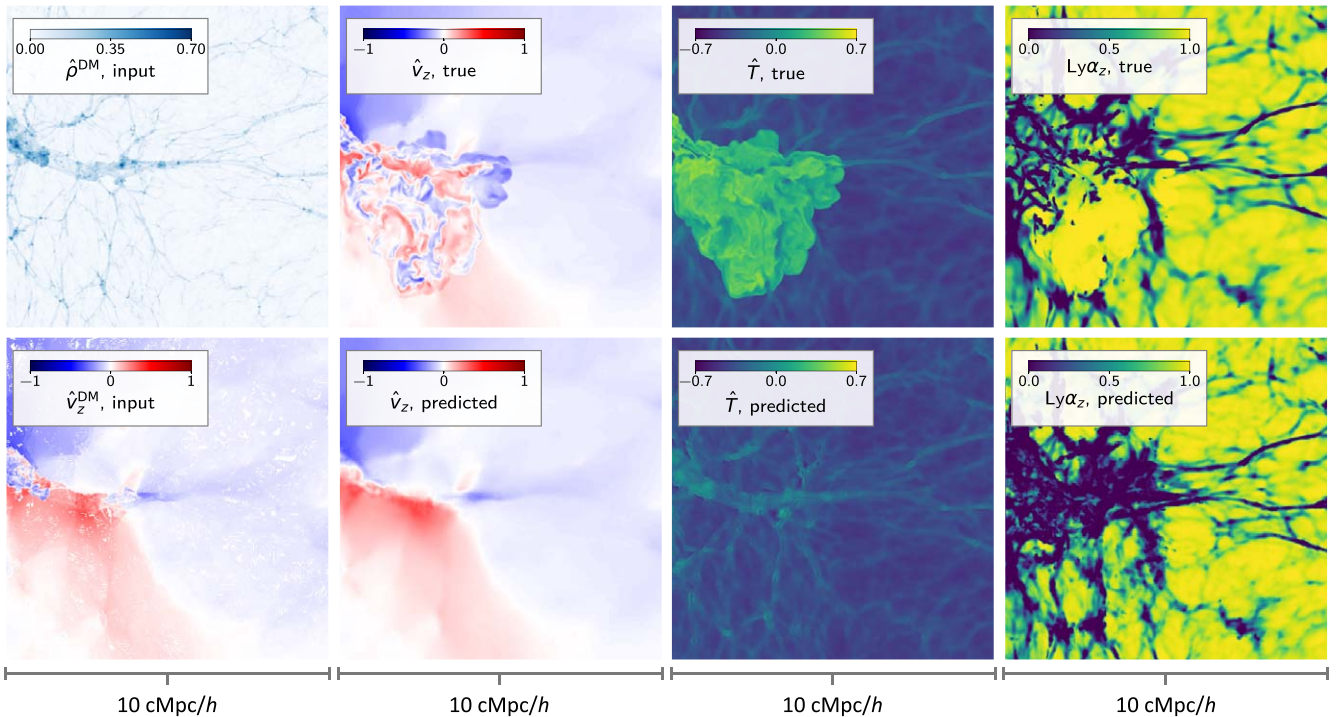 0.00 0.35 0.70
ρ̂ᴰᴹ, input
−1 0 1
v̂_z, true
−0.7 0.0 0.7
T̂, true
0.0 0.5 1.0
Lyα_z, true
−1 0 1
v̂_zᴰᴹ, input
−1 0 1
v̂_z, predicted
−0.7 0.0 0.7
T̂, predicted
0.0 0.5 1.0
Lyα_z, predicted
10 cMpc/h
10 cMpc/h
10 cMpc/h
10 cMpc/h